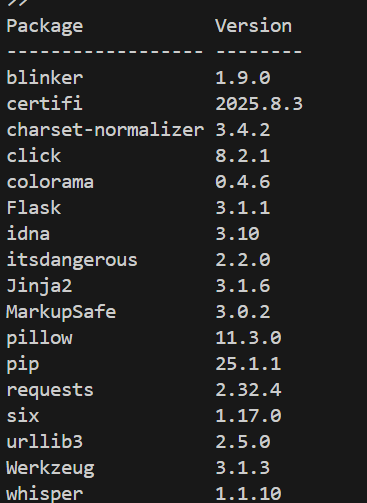 >>
Package Version
------------------ --------
blinker 1.9.0
certifi 2025.8.3
charset-normalizer 3.4.2
click 8.2.1
colorama 0.4.6
Flask 3.1.1
idna 3.10
itsdangerous 2.2.0
Jinja2 3.1.6
MarkupSafe 3.0.2
pillow 11.3.0
pip 25.1.1
requests 2.32.4
six 1.17.0
urllib3 2.5.0
Werkzeug 3.1.3
whisper 1.1.10